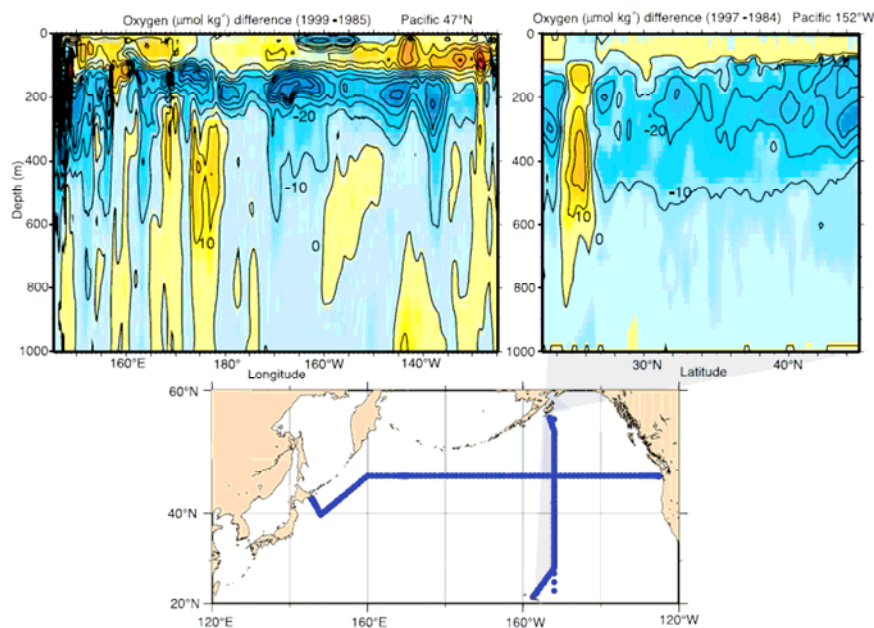 Oxygen (μmol kg⁻¹) difference (1999-1985) Pacific 47°N
Oxygen (μmol kg⁻¹) difference (1997-1984) Pacific 152°W
0
200
400
600
800
1000
Depth (m)
-20
-10
0
10
160°E
180°
160°W
140°W
Longitude
0
200
400
600
800
1000
-20
-10
0
10
0
30°N
40°N
Latitude
60°N
40°N
20°N
120°E
140°E
160°E
160°W
120°W